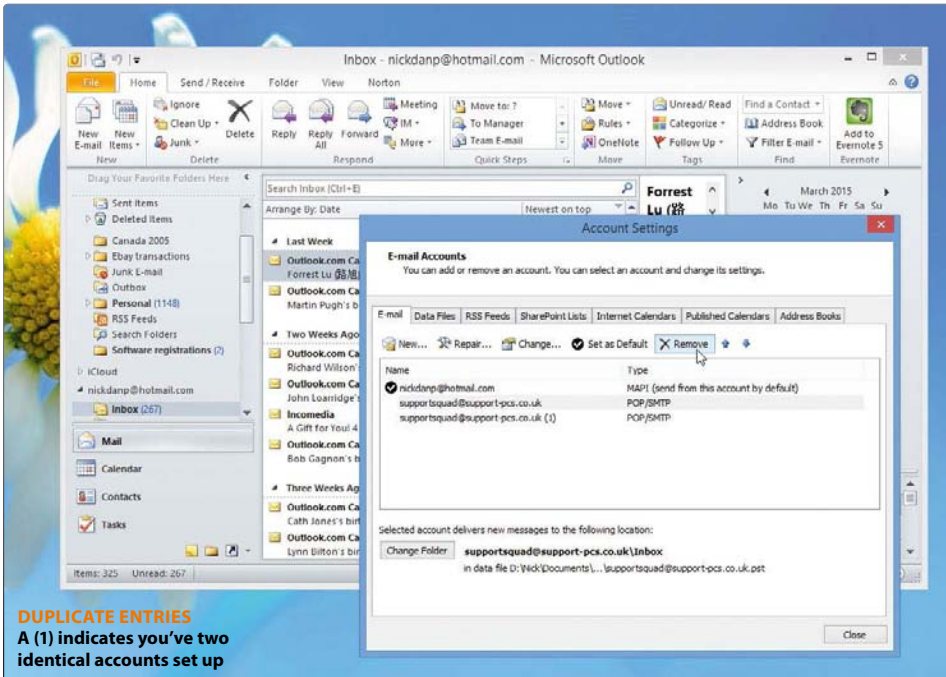 Inbox - nickdanp@hotmail.com - Microsoft Outlook
File Home Send / Receive Folder View Norton
New E-mail
New Items
Ignore
Clean Up
Junk
Delete
Reply
Reply All
Forward
Meeting
IM
More
Move to: ?
To Manager
Team E-mail
Move
Rules
OneNote
Unread/ Read
Categorize
Follow Up
Find a Contact
Address Book
Filter E-mail
Add to Evernote 5
New Delete Respond Quick Steps Move Tags Find Evernote
Drag Your Favorite Folders Here
Sent Items
Deleted Items
Canada 2005
Ebay transactions
Junk E-mail
Outbox
Personal (1148)
RSS Feeds
Search Folders
Software registrations (2)
iCloud
nickdanp@hotmail.com
Inbox (267)
Mail
Calendar
Contacts
Tasks
Items: 325 Unread: 267
Search Inbox (Ctrl+E)
Arrange By: Date Newest on top
Last Week
Outlook.com Ca
Forrest Lu (路旭)
Outlook.com Ca
Martin Pugh's b
Two Weeks Ago
Outlook.com Ca
Richard Wilson'
Outlook.com Ca
John Loarridge's
Incomedia
A Gift for You! 4
Outlook.com Ca
Bob Gagnon's b
Three Weeks Ag
Outlook.com Ca
Cath Jones's birt
Outlook.com Ca
Lynn Bilton's bir
Forrest
Lu (路
March 2015
Mo Tu We Th Fr Sa Su
Account Settings
E-mail Accounts
You can add or remove an account. You can select an account and change its settings.
E-mail Data Files RSS Feeds SharePoint Lists Internet Calendars Published Calendars Address Books
New... Repair... Change... Set as Default Remove
Name Type
nickdanp@hotmail.com MAPI (send from this account by default)
supportsquad@support-pcs.co.uk POP/SMTP
supportsquad@support-pcs.co.uk (1) POP/SMTP
Selected account delivers new messages to the following location:
Change Folder supportsquad@support-pcs.co.uk\Inbox
in data file D:\Nick\Documents\...\supportsquad@support-pcs.co.uk.pst
Close
DUPLICATE ENTRIES
A (1) indicates you've two
identical accounts set up